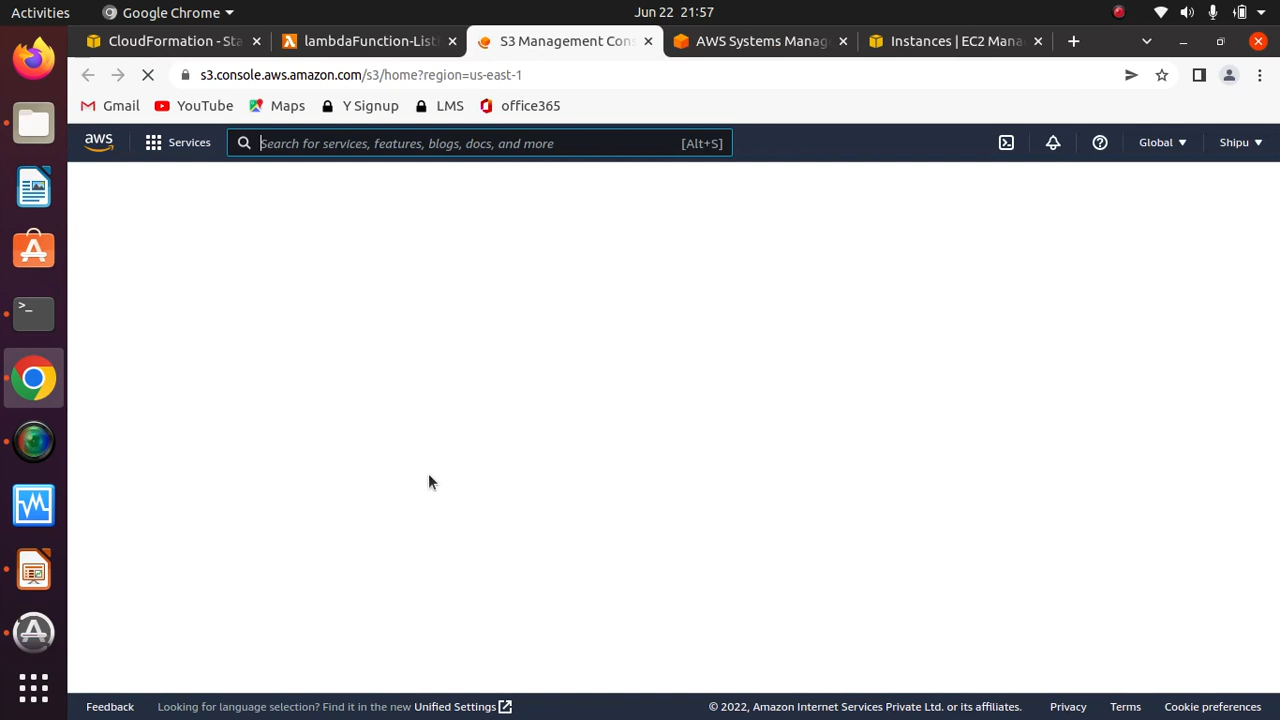 Activities
Google Chrome
Jun 22 21:57
CloudFormation - Sta
lambdaFunction-List
S3 Management Cons
AWS Systems Manag
Instances | EC2 Mana
s3.console.aws.amazon.com/s3/home?region=us-east-1
Gmail
YouTube
Maps
Y Signup
LMS
office365
aws
Services
Search for services, features, blogs, docs, and more
[Alt+S]
Global
Shipu
Feedback
Looking for language selection? Find it in the new Unified Settings
© 2022, Amazon Internet Services Private Ltd. or its affiliates.
Privacy
Terms
Cookie preferences